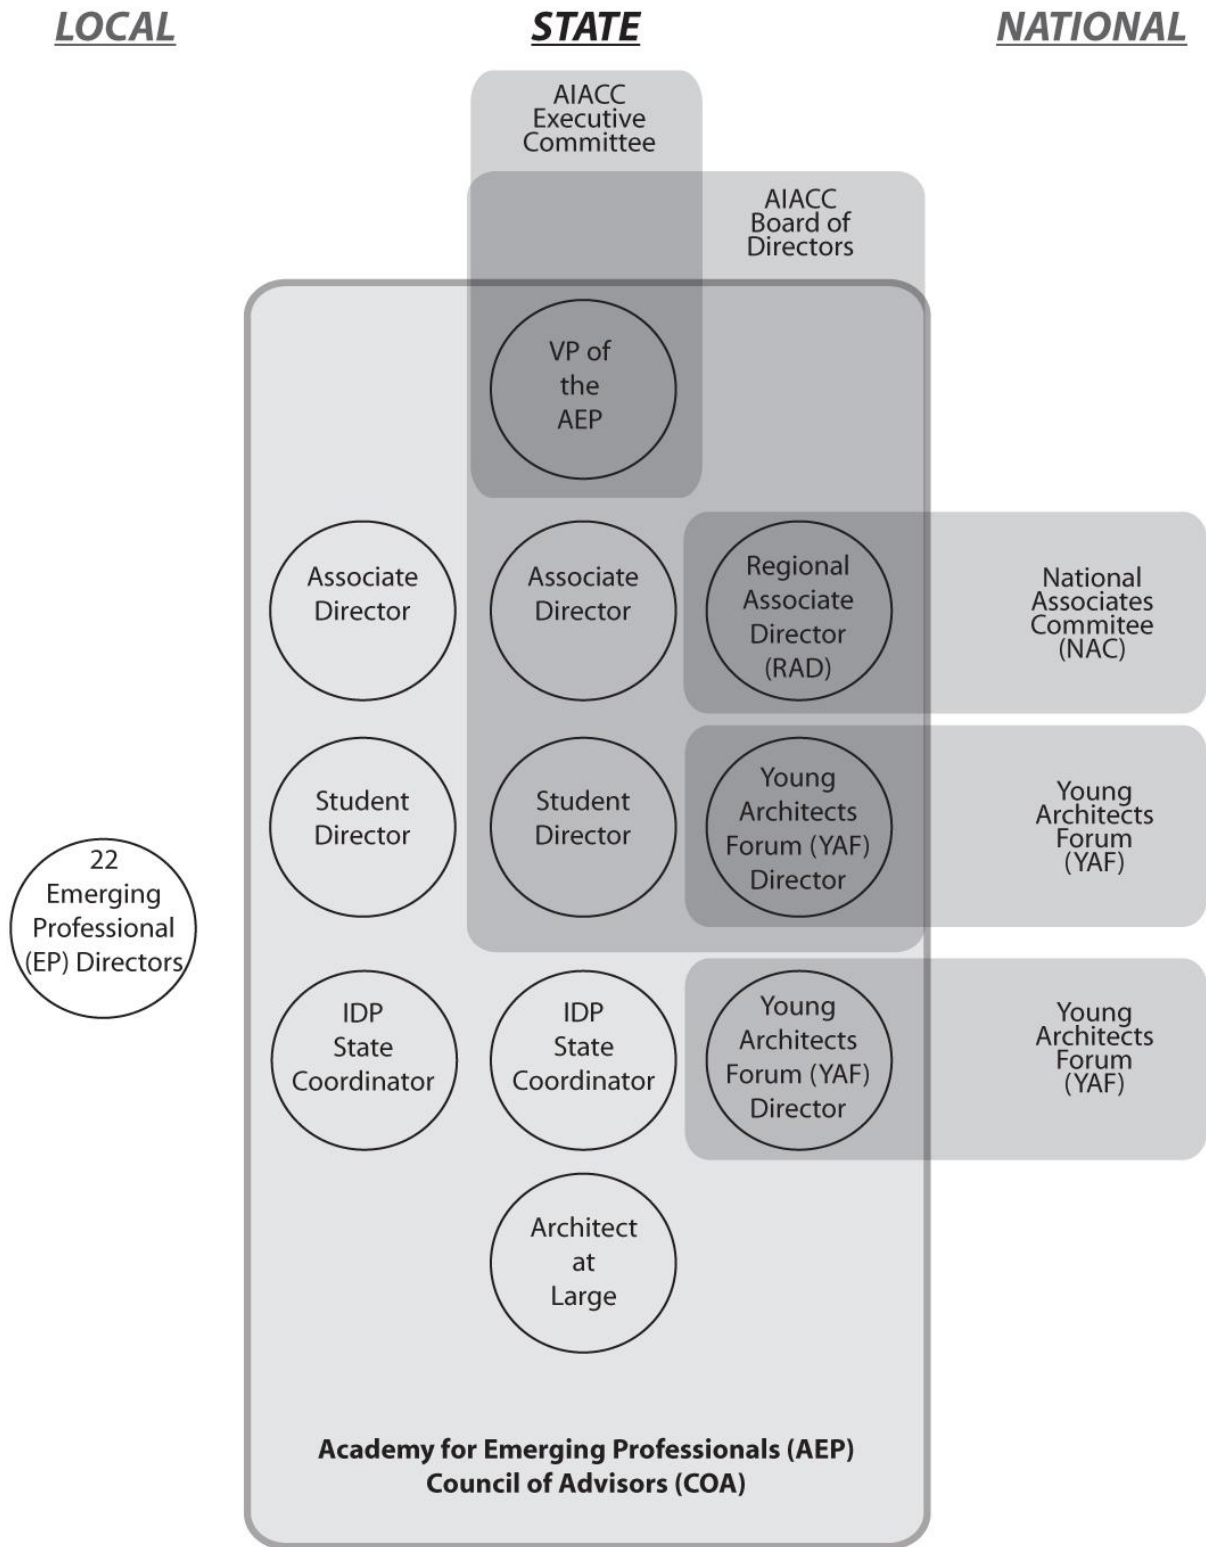 LOCAL
STATE
NATIONAL
AIACC
Executive
Committee
AIACC
Board of
Directors
VP of
the
AEP
Associate
Director
Associate
Director
Regional
Associate
Director
(RAD)
National
Associates
Commitee
(NAC)
Student
Director
Student
Director
Young
Architects
Forum (YAF)
Director
Young
Architects
Forum
(YAF)
22
Emerging
Professional
(EP) Directors
IDP
State
Coordinator
IDP
State
Coordinator
Young
Architects
Forum (YAF)
Director
Young
Architects
Forum
(YAF)
Architect
at
Large
Academy for Emerging Professionals (AEP)
Council of Advisors (COA)